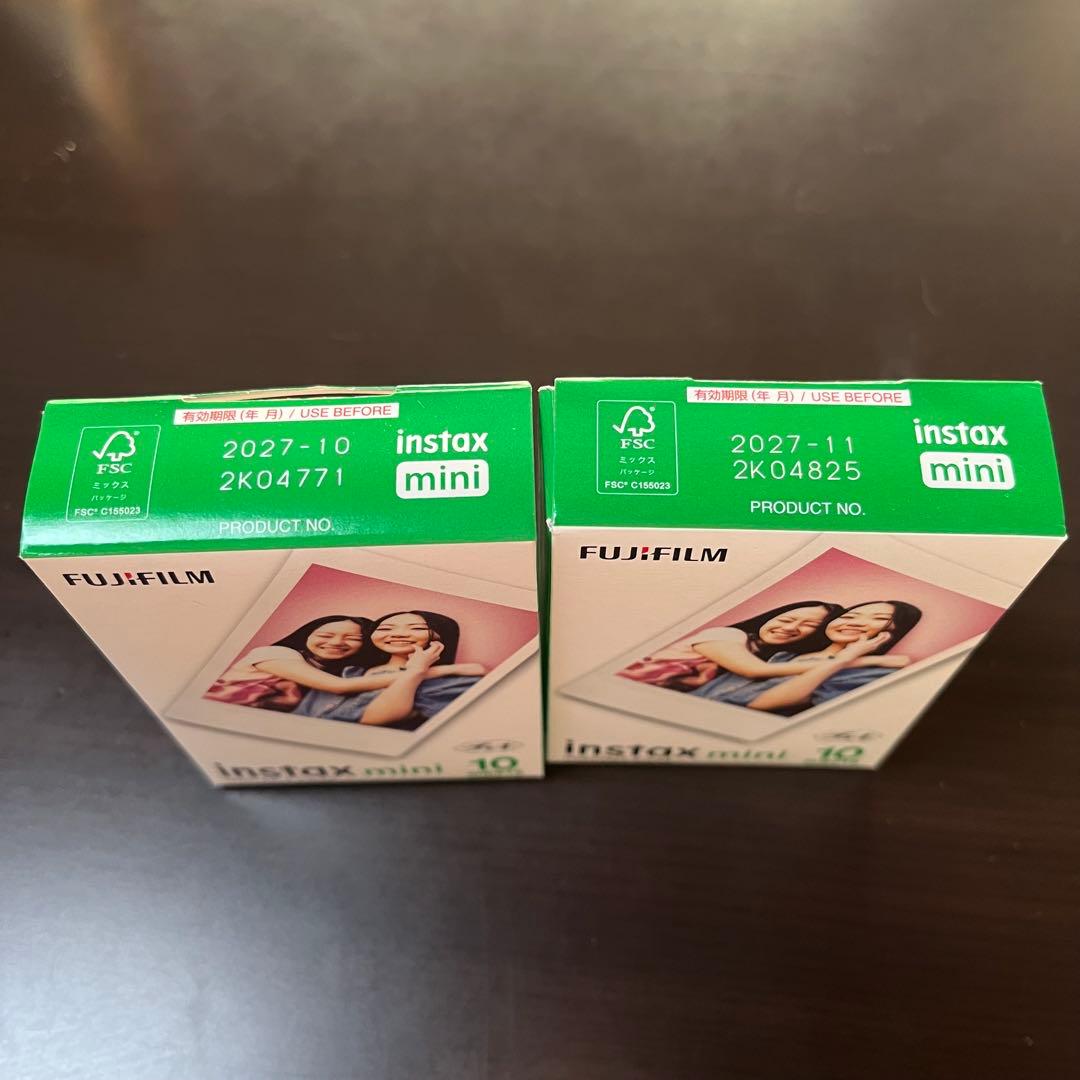 有効期限(年 月) / USE BEFORE
FSC
ミックス
パッケージ
FSC® C155023
2027-10
2K04771
PRODUCT NO.
instax
mini
FUJIFILM
instax mini 10
有効期限(年 月) / USE BEFORE
FSC
ミックス
パッケージ
FSC® C155023
2027-11
2K04825
PRODUCT NO.
instax
mini
FUJIFILM
instax mini 10